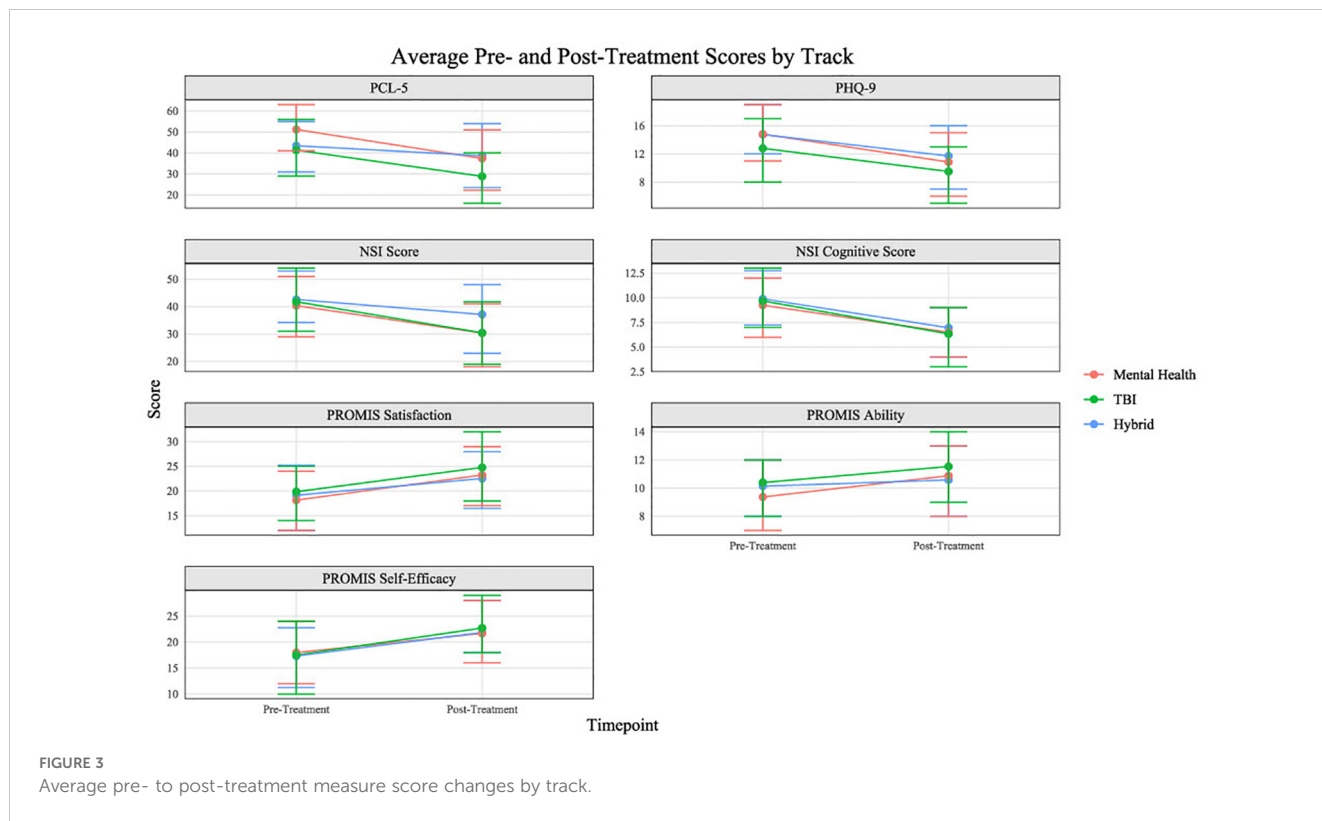 Average Pre- and Post-Treatment Scores by Track
PCL-5
60
50
40
30
20
PHQ-9
16
12
8
NSI Score
50
40
30
20
NSI Cognitive Score
12.5
10.0
7.5
5.0
2.5
Score
PROMIS Satisfaction
30
25
20
15
PROMIS Ability
14
12
10
8
Pre-Treatment
Post-Treatment
Mental Health
TBI
Hybrid
PROMIS Self-Efficacy
25
20
15
10
Pre-Treatment
Post-Treatment
Timepoint
FIGURE 3
Average pre- to post-treatment measure score changes by track.